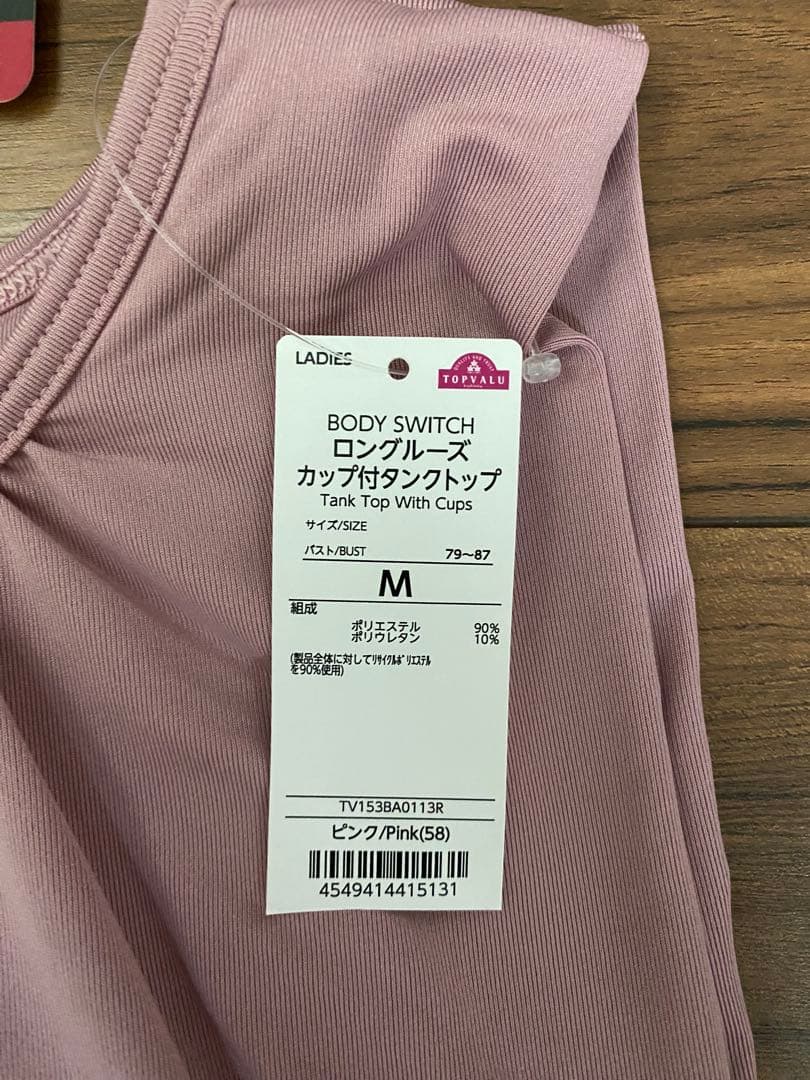 LADIES
QUALITY AND TRUST
TOPVALU
BODY SWITCH
ロングルーズ
カップ付タンクトップ
Tank Top With Cups
サイズ/SIZE
バスト/BUST 79～87
M
組成
ポリエステル 90%
ポリウレタン 10%
(製品全体に対してﾘｻｲｸﾙﾎﾟﾘｴｽﾃﾙ
を90%使用)
TV153BA0113R
ピンク/Pink(58)
4549414415131